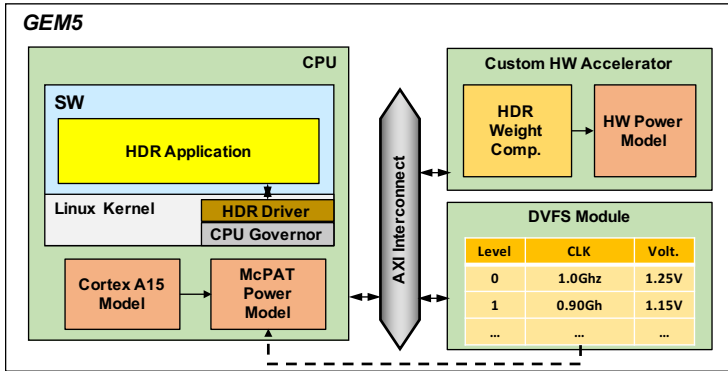 GEM5
CPU
SW
HDR Application
Linux Kernel
HDR Driver
CPU Governor
Cortex A15
Model
McPAT
Power
Model
AXI Interconnect
Custom HW Accelerator
HDR
Weight
Comp.
HW Power
Model
DVFS Module
Level CLK Volt.
0 1.0Ghz 1.25V
1 0.90Gh 1.15V
... ... ...